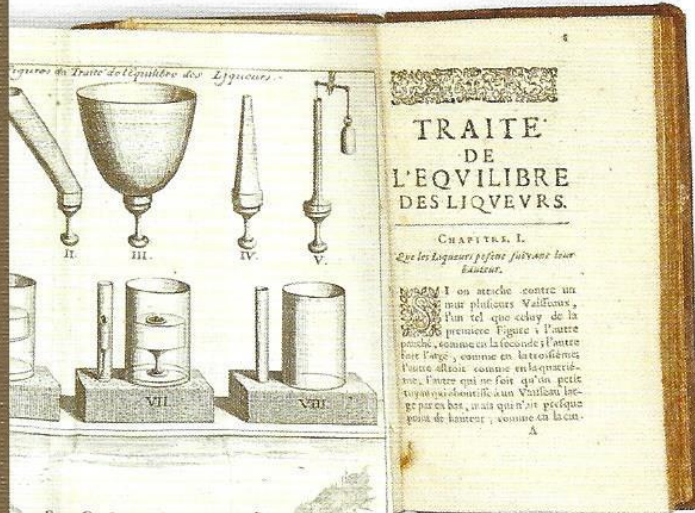 Figures du Traité de l'équilibre des Liqueurs.
II.
III.
IV.
V.
VII
VIII
TRAITE'
DE
L'EQVILIBRE
DES LIQVEVRS.
CHAPITRE. I.
Que les Liqueurs pesent suivant leur
hauteur.
SI on attache contre un
mur plusieurs Vaisseaux,
l'un tel que celuy de la
premiere Figure ; l'autre
panché, comme en la seconde ; l'autre
fort large, comme en la troisiéme ;
l'autre estroit comme en la quatrié-
me, l'autre qui ne soit qu'un petit
tuyau qui aboutisse à un Vaisseau lar-
ge par en bas, mais qui n'ait presque
point de hauteur, comme en la cin-
A